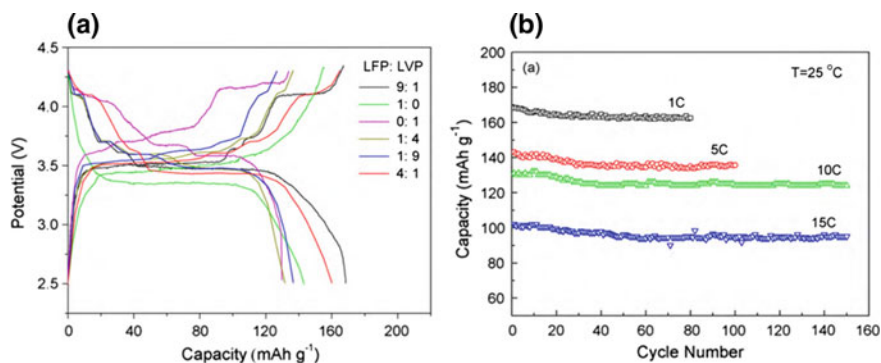 (a)
4.5
4.0
3.5
3.0
2.5
Potential (V)
LFP: LVP
9: 1
1: 0
0: 1
1: 4
1: 9
4: 1
0 40 80 120 160 200
Capacity (mAh g⁻¹)
(b)
200
180
160
140
120
100
80
60
Capacity (mAh g⁻¹)
(a)
T=25 °C
1C
5C
10C
15C
0 20 40 60 80 100 120 140 160
Cycle Number